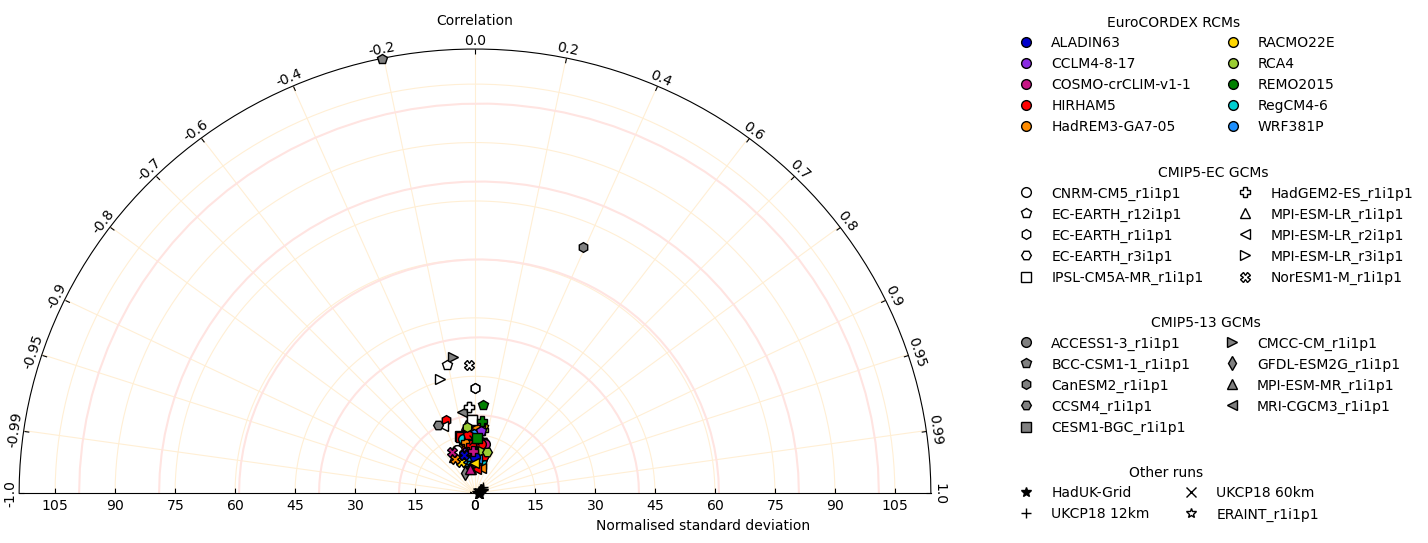 Correlation
-1.0
-0.99
-0.95
-0.9
-0.8
-0.7
-0.6
-0.4
-0.2
0.0
0.2
0.4
0.6
0.7
0.8
0.9
0.95
0.99
1.0
105 90 75 60 45 30 15 0 15 30 45 60 75 90 105
Normalised standard deviation
EuroCORDEX RCMs
ALADIN63 RACMO22E
CCLM4-8-17 RCA4
COSMO-crCLIM-v1-1 REMO2015
HIRHAM5 RegCM4-6
HadREM3-GA7-05 WRF381P
CMIP5-EC GCMs
CNRM-CM5_r1i1p1 HadGEM2-ES_r1i1p1
EC-EARTH_r12i1p1 MPI-ESM-LR_r1i1p1
EC-EARTH_r1i1p1 MPI-ESM-LR_r2i1p1
EC-EARTH_r3i1p1 MPI-ESM-LR_r3i1p1
IPSL-CM5A-MR_r1i1p1 NorESM1-M_r1i1p1
CMIP5-13 GCMs
ACCESS1-3_r1i1p1 CMCC-CM_r1i1p1
BCC-CSM1-1_r1i1p1 GFDL-ESM2G_r1i1p1
CanESM2_r1i1p1 MPI-ESM-MR_r1i1p1
CCSM4_r1i1p1 MRI-CGCM3_r1i1p1
CESM1-BGC_r1i1p1
Other runs
HadUK-Grid UKCP18 60km
UKCP18 12km ERAINT_r1i1p1